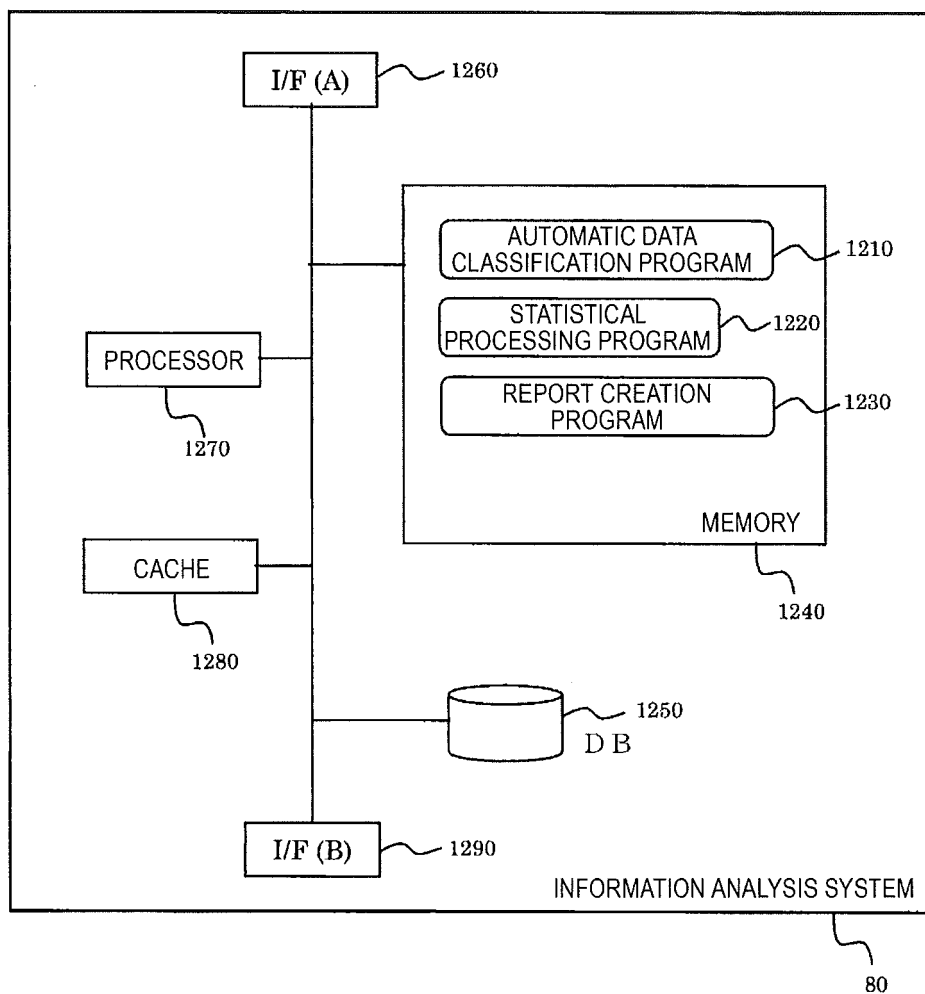 I/F (A)
1260
AUTOMATIC DATA
CLASSIFICATION PROGRAM
1210
STATISTICAL
PROCESSING PROGRAM
1220
PROCESSOR
1270
REPORT CREATION
PROGRAM
1230
MEMORY
1240
CACHE
1280
1250
DB
I/F (B)
1290
INFORMATION ANALYSIS SYSTEM
80